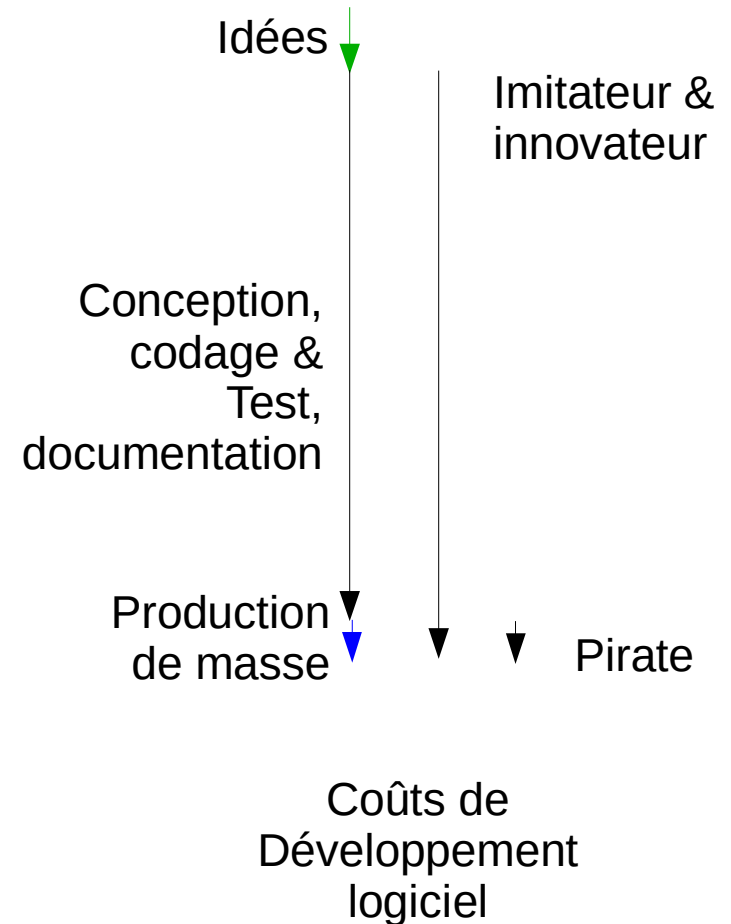 Idées
Imitateur &
innovateur
Conception,
codage &
Test,
documentation
Production
de masse
Pirate
Coûts de
Développement
logiciel